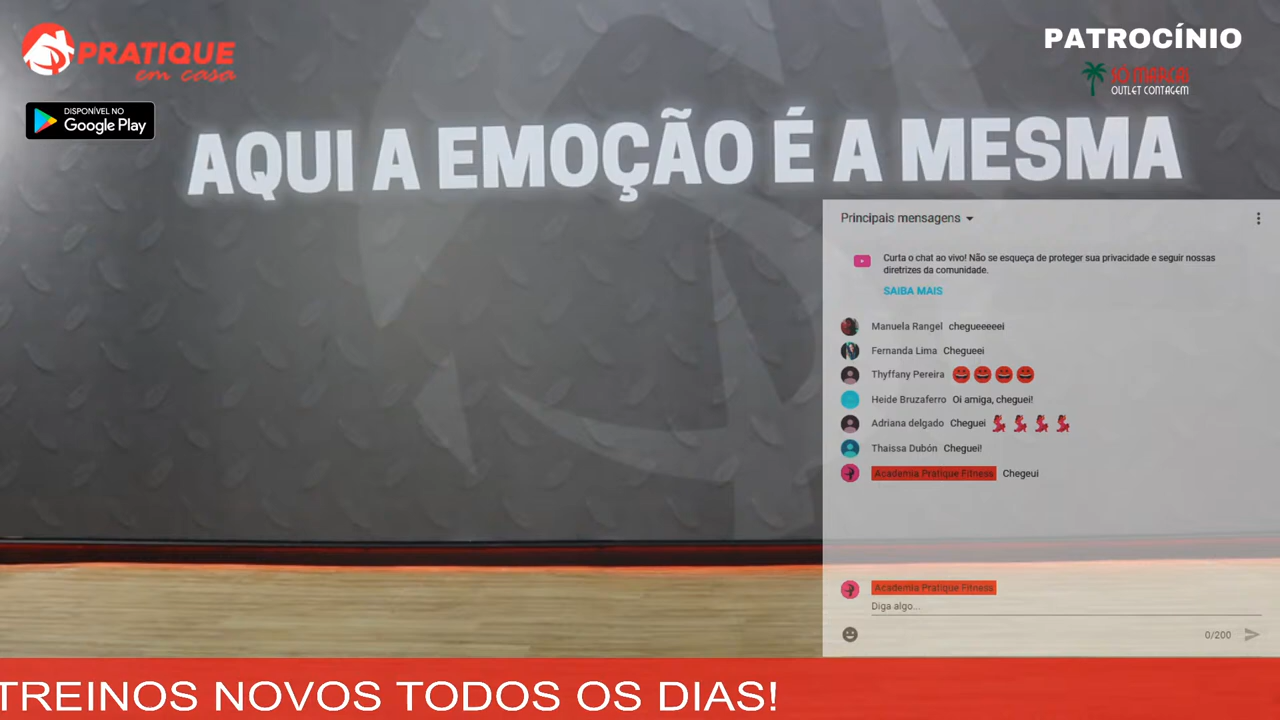 PRATIQUE
em casa
DISPONÍVEL NO
Google Play
PATROCÍNIO
SÓ MARCAS
OUTLET CONTAGEM
AQUI A EMOÇÃO É A MESMA
Principais mensagens
Curta o chat ao vivo! Não se esqueça de proteger sua privacidade e seguir nossas
diretrizes da comunidade.
SAIBA MAIS
Manuela Rangel chegueeeeei
Fernanda Lima Chegueei
Thyffany Pereira
Heide Bruzaferro Oi amiga, cheguei!
Adriana delgado Cheguei
Thaissa Dubón Cheguei!
Academia Pratique Fitness Chegeui
Academia Pratique Fitness
Diga algo...
0/200
TREINOS NOVOS TODOS OS DIAS!